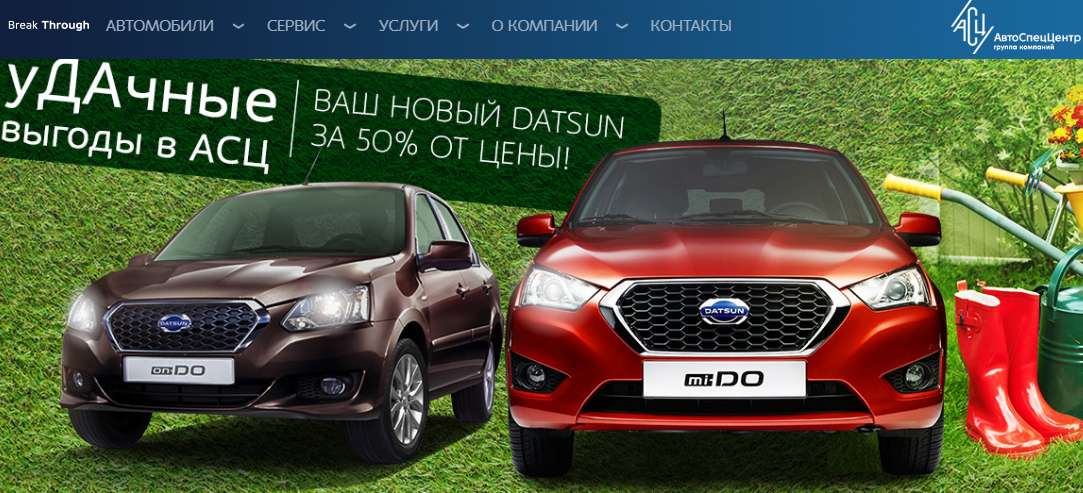 Break Through
АВТОМОБИЛИ СЕРВИС УСЛУГИ О КОМПАНИИ КОНТАКТЫ
АСЦ
АвтоСпецЦентр
группа компаний
уДАчные
выгоды в АСЦ
ВАШ НОВЫЙ DATSUN
ЗА 50% ОТ ЦЕНЫ!
DATSUN
on-DO
DATSUN
mi-DO